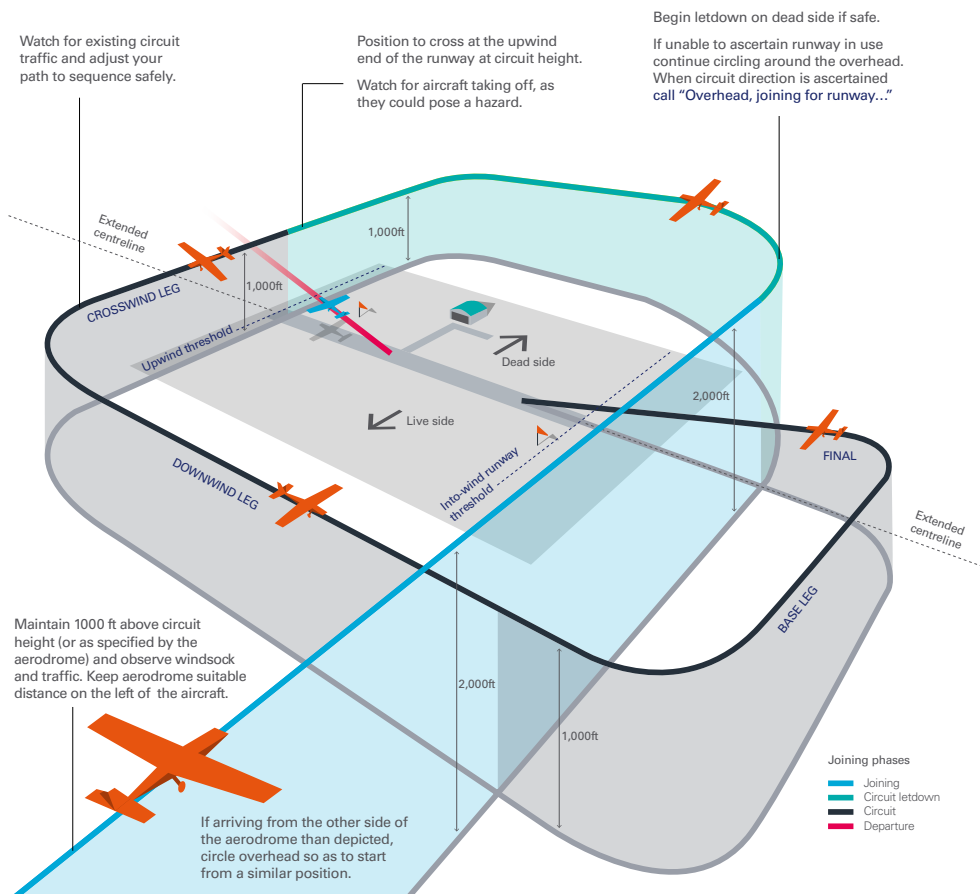 Watch for existing circuit
traffic and adjust your
path to sequence safely.
Position to cross at the upwind
end of the runway at circuit height.
Watch for aircraft taking off, as
they could pose a hazard.
Begin letdown on dead side if safe.
If unable to ascertain runway in use
continue circling around the overhead.
When circuit direction is ascertained
call “Overhead, joining for runway...”
Extended
centreline
1,000ft
1,000ft
CROSSWIND LEG
Upwind threshold
Dead side
Live side
2,000ft
DOWNWIND LEG
Into-wind runway
threshold
FINAL
Extended
centreline
BASE LEG
Maintain 1000 ft above circuit
height (or as specified by the
aerodrome) and observe windsock
and traffic. Keep aerodrome suitable
distance on the left of the aircraft.
2,000ft
1,000ft
If arriving from the other side of
the aerodrome than depicted,
circle overhead so as to start
from a similar position.
Joining phases
Joining
Circuit letdown
Circuit
Departure